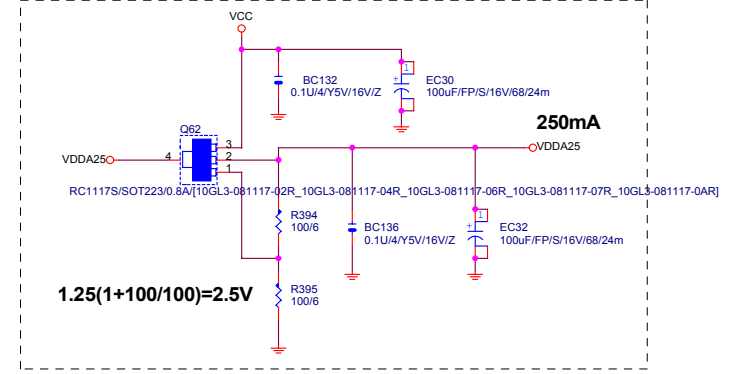 VCC
BC132
0.1U/4/Y5V/16V/Z
1
+
EC30
100uF/FP/S/16V/68/24m
250mA
Q62
3
VDDA25
4
2
VDDA25
1
RC1117S/SOT223/0.8A/[10GL3-081117-02R_10GL3-081117-04R_10GL3-081117-06R_10GL3-081117-07R_10GL3-081117-0AR]
R394
100/6
BC136
0.1U/4/Y5V/16V/Z
1
+
EC32
100uF/FP/S/16V/68/24m
1.25(1+100/100)=2.5V
R395
100/6